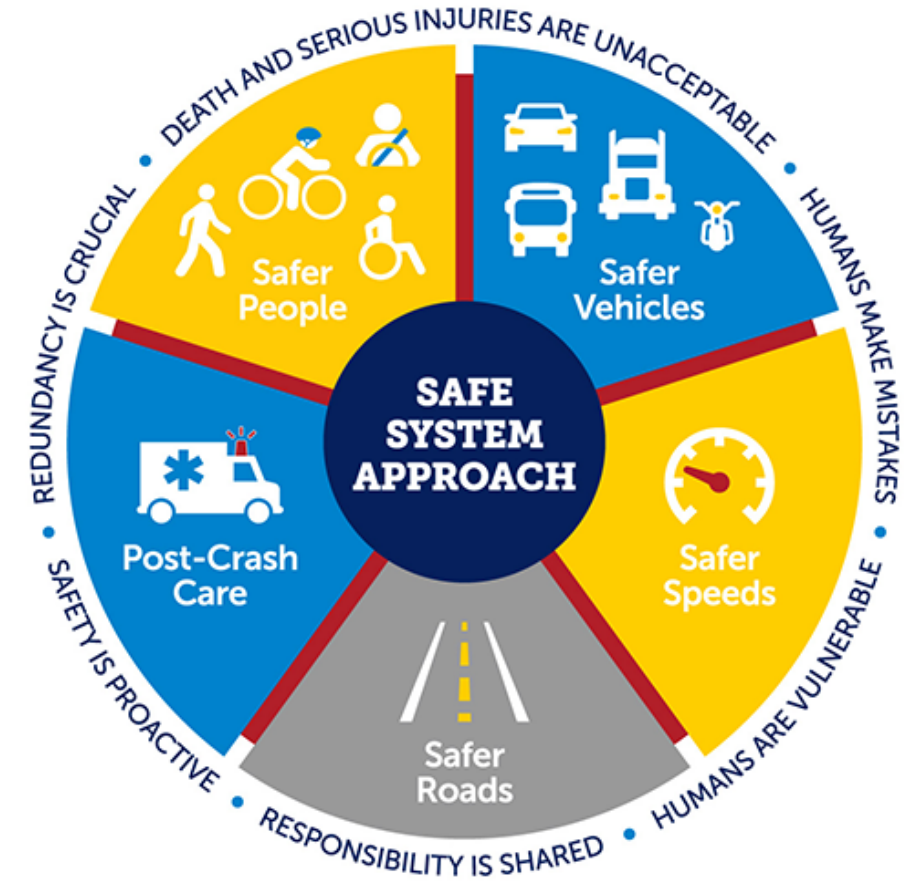 DEATH AND SERIOUS INJURIES ARE UNACCEPTABLE
HUMANS MAKE MISTAKES
HUMANS ARE VULNERABLE
RESPONSIBILITY IS SHARED
SAFETY IS PROACTIVE
REDUNDANCY IS CRUCIAL
Safer
People
Safer
Vehicles
SAFE
SYSTEM
APPROACH
Post-Crash
Care
Safer
Speeds
Safer
Roads